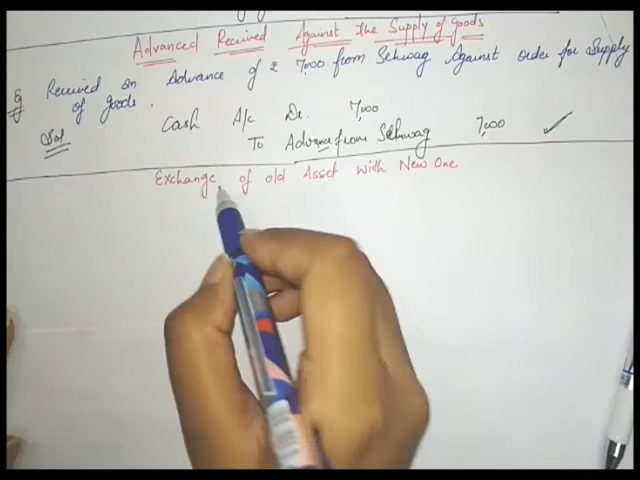 Advanced Received Against the Supply of Goods
Eg Received an Advance of ₹ 7,000 from Sehwag Against order for Supply
of goods.
Sol Cash A/c Dr. 7,000
To Advance from Sehwag 7,000
Exchange of old Asset with New One